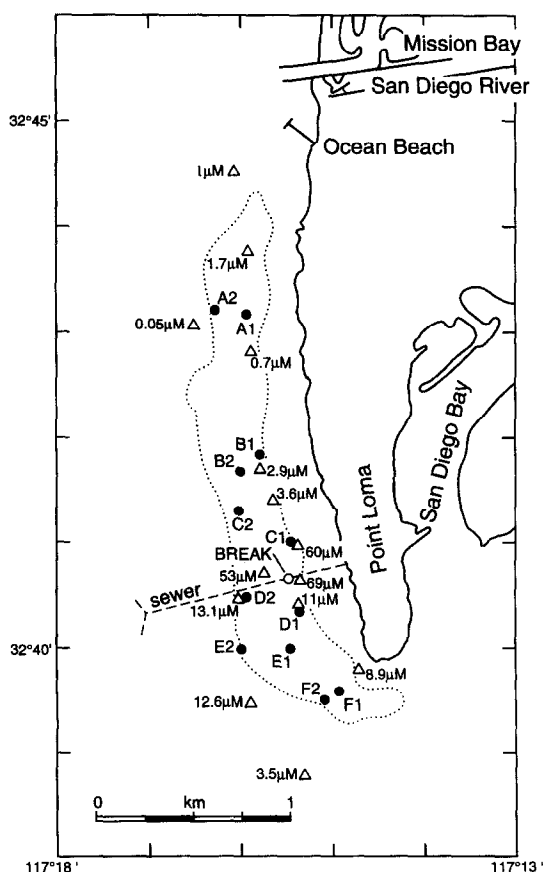 Mission Bay
San Diego River
32°45'
Ocean Beach
1µM
1.7µM
A2
0.05µM
A1
0.7µM
San Diego Bay
B1
B2
2.9µM
3.6µM
C2
Point Loma
C1
BREAK
60µM
53µM
69µM
sewer
11µM
13.1µM
D2
D1
32°40
E2
E1
8.9µM
F2
12.6µM
F1
3.5µM
0 km 1
117°18' 117°13'